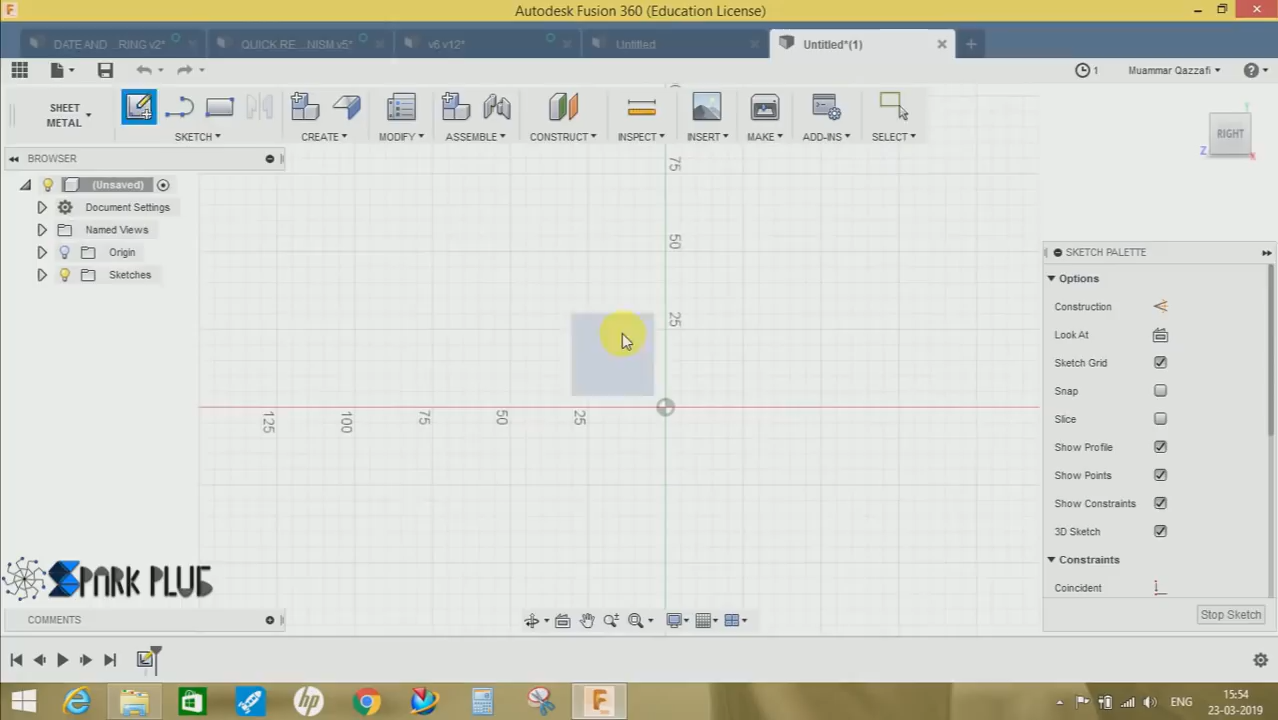 Autodesk Fusion 360 (Education License)
DATE AND ...RING v2*
QUICK RE....NISM v5*
v6 v12*
Untitled
Untitled*(1)
1
Muammar Qazzafi
SHEET METAL
SKETCH
CREATE
MODIFY
ASSEMBLE
CONSTRUCT
INSPECT
INSERT
MAKE
ADD-INS
SELECT
BROWSER
(Unsaved)
Document Settings
Named Views
Origin
Sketches
RIGHT
Z
X
Y
75
50
25
125
100
75
50
25
SKETCH PALETTE
Options
Construction
Look At
Sketch Grid
Snap
Slice
Show Profile
Show Points
Show Constraints
3D Sketch
Constraints
Coincident
Stop Sketch
SPARK PLUG
COMMENTS
ENG
15:54
23-03-2019